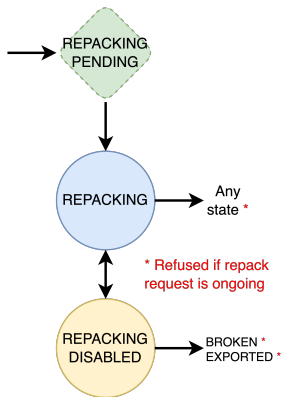 REPACKING
PENDING
REPACKING
Any
state *
* Refused if repack
request is ongoing
REPACKING
DISABLED
BROKEN *
EXPORTED *